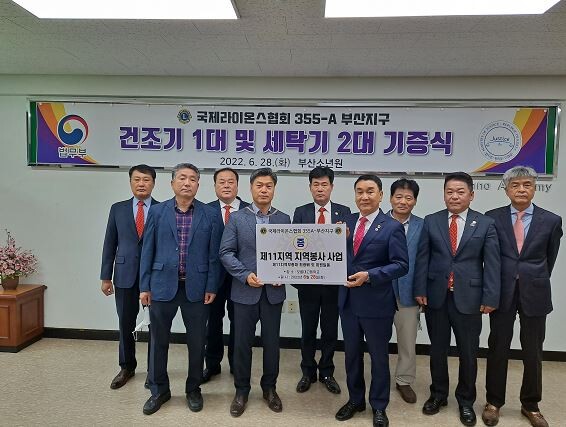 국제라이온스협회 355-A 부산지구
건조기 1대 및 세탁기 2대 기증식
2022. 6. 28.(화) 부산소년원
법무부
Justice
국제라이온스협회 355-A·부산지구
증
제11지역 지역봉사 사업